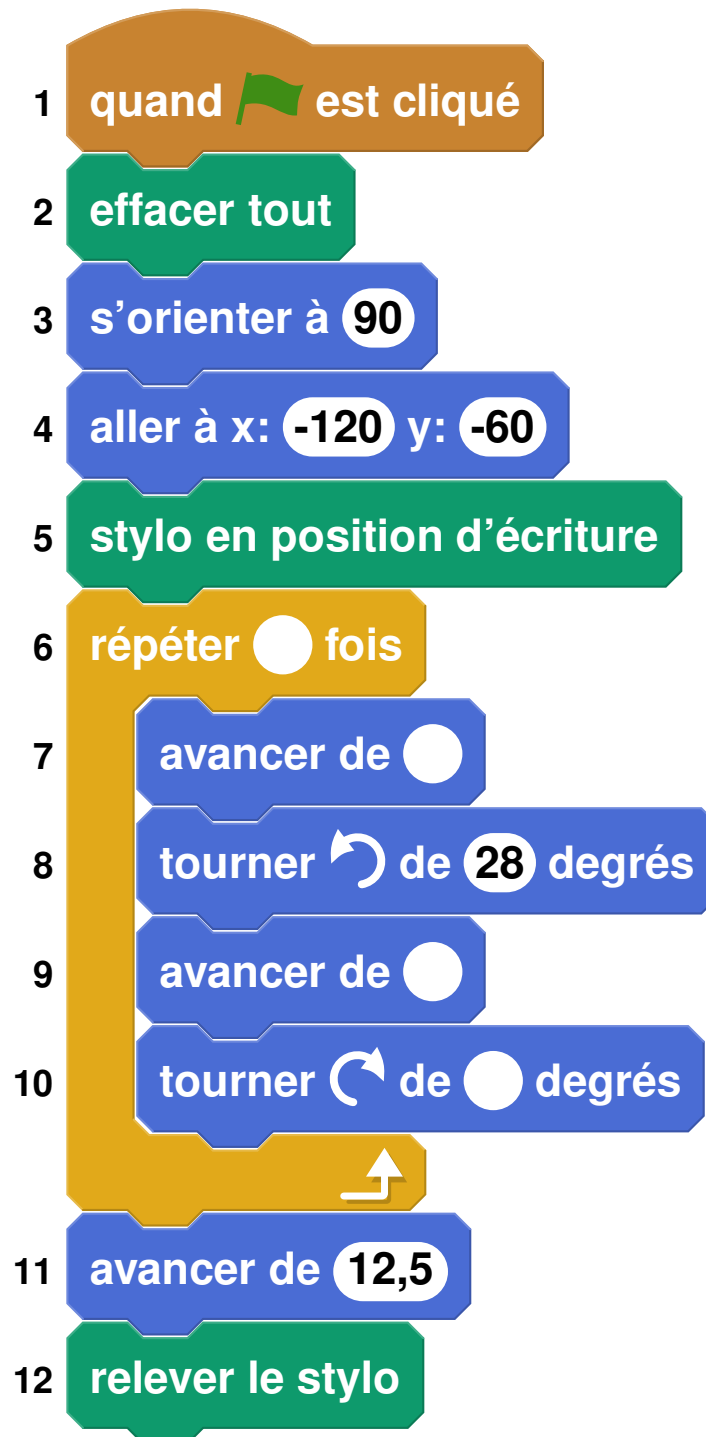 1 quand est cliqué
2 effacer tout
3 s’orienter à 90
4 aller à x: -120 y: -60
5 stylo en position d’écriture
6 répéter fois
7 avancer de
8 tourner de 28 degrés
9 avancer de
10 tourner de degrés
11 avancer de 12,5
12 relever le stylo